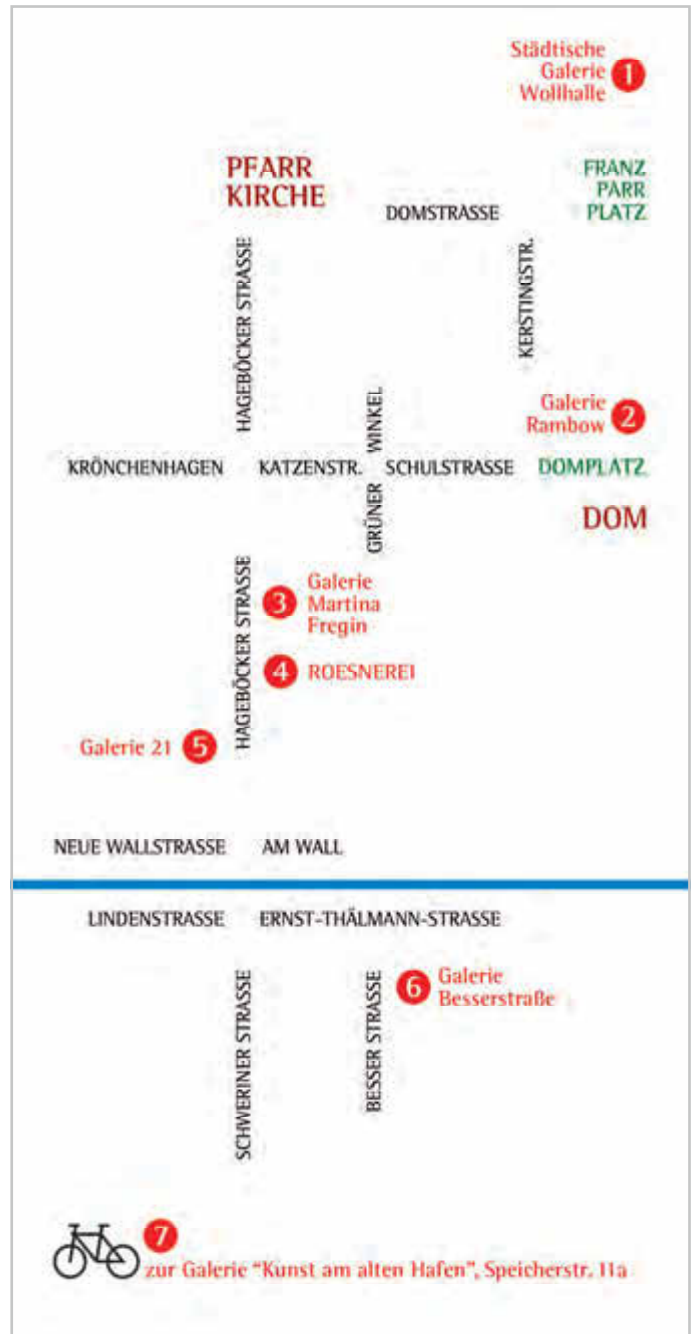 Städtische
Galerie
Wollhalle
1
PFARR
KIRCHE
FRANZ
PARR
PLATZ
DOMSTRASSE
HAGEBÖCKER STRASSE
KERSTINGSTR.
Galerie
Rambow
2
GRÜNER WINKEL
KRÖNCHENHAGEN
KATZENSTR.
SCHULSTRASSE
DOMPLATZ
DOM
HAGEBÖCKER STRASSE
3
Galerie
Martina
Fregin
4
ROESNEREI
Galerie 21
5
NEUE WALLSTRASSE
AM WALL
LINDENSTRASSE
ERNST-THÄLMANN-STRASSE
SCHWERINER STRASSE
BESSER STRASSE
6
Galerie
Besserstraße
7
zur Galerie "Kunst am alten Hafen", Speicherstr. 11a